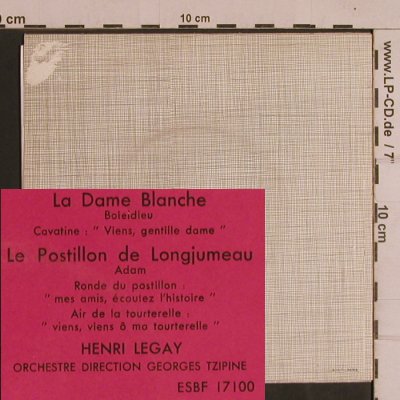 0 cm
10 cm
www.LP-CD.de / 7"
10 cm
La Dame Blanche
Boieldieu
Cavatine : " Viens, gentille dame "
Le Postillon de Longjumeau
Adam
Ronde du postillon :
" mes amis, écoutez l'histoire "
Air de la tourterelle :
" viens, viens ô ma tourterelle "
HENRI LEGAY
ORCHESTRE DIRECTION GEORGES TZIPINE
ESBF 17100